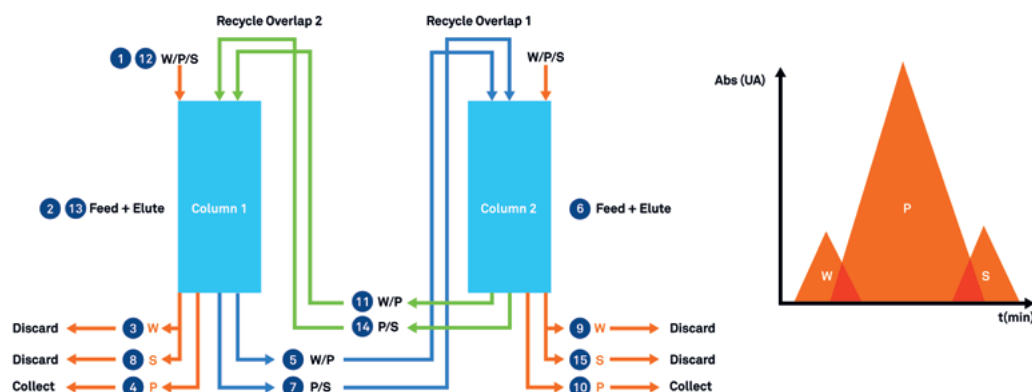 Recycle Overlap 2
Recycle Overlap 1
1 12 W/P/S
W/P/S
Abs (UA)
2 13 Feed + Elute
Column 1
Column 2
6 Feed + Elute
P
W
S
t(min)
11 W/P
14 P/S
Discard 3 W
9 W Discard
Discard 8 S
5 W/P
15 S Discard
Collect 4 P
7 P/S
10 P Collect